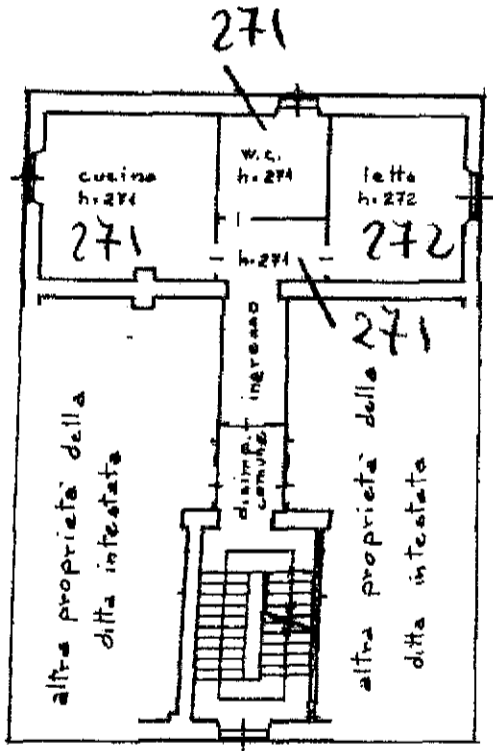 271
cucina
h=271
271
w.c.
h=271
letto
h=272
272
h=271
271
ingresso
disimp.
comune
altra proprietà della
ditta intestata
altra proprietà della
ditta intestata